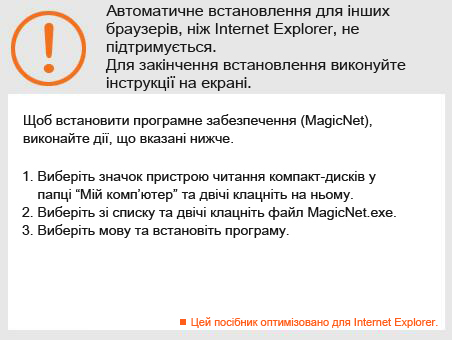 Автоматичне встановлення для інших
браузерів, ніж Internet Explorer, не
підтримується.
Для закінчення встановлення виконуйте
інструкції на екрані.
Щоб встановити програмне забезпечення (MagicNet),
виконайте дії, що вказані нижче.
1. Виберіть значок пристрою читання компакт-дисків у
папці “Мій комп’ютер” та двічі клацніть на ньому.
2. Виберіть зі списку та двічі клацніть файл MagicNet.exe.
3. Виберіть мову та встановіть програму.
Цей посібник оптимізовано для Internet Explorer.